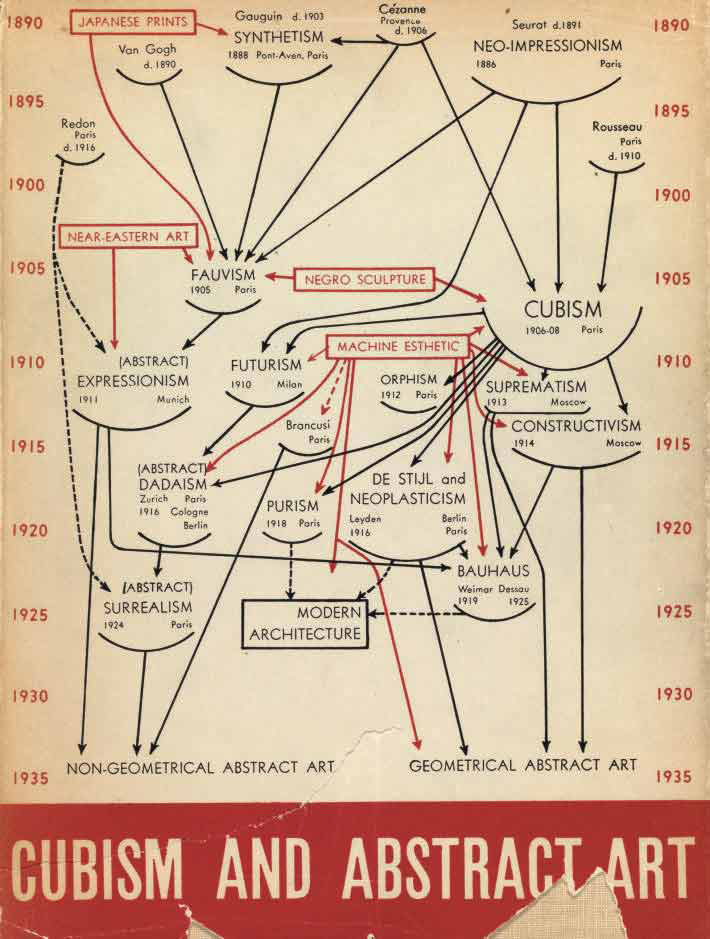 1890
JAPANESE PRINTS
Gauguin d. 1903
SYNTHETISM
1888 Pont-Aven, Paris
Cézanne
Provence
d. 1906
Seurat d.1891
NEO-IMPRESSIONISM
1886 Paris
1890
Van Gogh
d. 1890
1895
1895
Redon
Paris
d. 1916
Rousseau
Paris
d. 1910
1900
1900
NEAR-EASTERN ART
1905
FAUVISM
1905 Paris
NEGRO SCULPTURE
1905
CUBISM
1906-08 Paris
1910
(ABSTRACT)
EXPRESSIONISM
1911 Munich
FUTURISM
1910 Milan
MACHINE ESTHETIC
1910
ORPHISM
1912 Paris
SUPREMATISM
1913 Moscow
Brancusi
Paris
CONSTRUCTIVISM
1914 Moscow
1915
1915
(ABSTRACT)
DADAISM
Zurich Paris
1916 Cologne
Berlin
PURISM
1918 Paris
DE STIJL and
NEOPLASTICISM
Leyden Berlin
1916 Paris
1920
1920
BAUHAUS
Weimar Dessau
1919 1925
(ABSTRACT)
SURREALISM
1924 Paris
MODERN
ARCHITECTURE
1925
1925
1930
1930
1935
NON-GEOMETRICAL ABSTRACT ART
GEOMETRICAL ABSTRACT ART
1935
CUBISM AND ABSTRACT ART